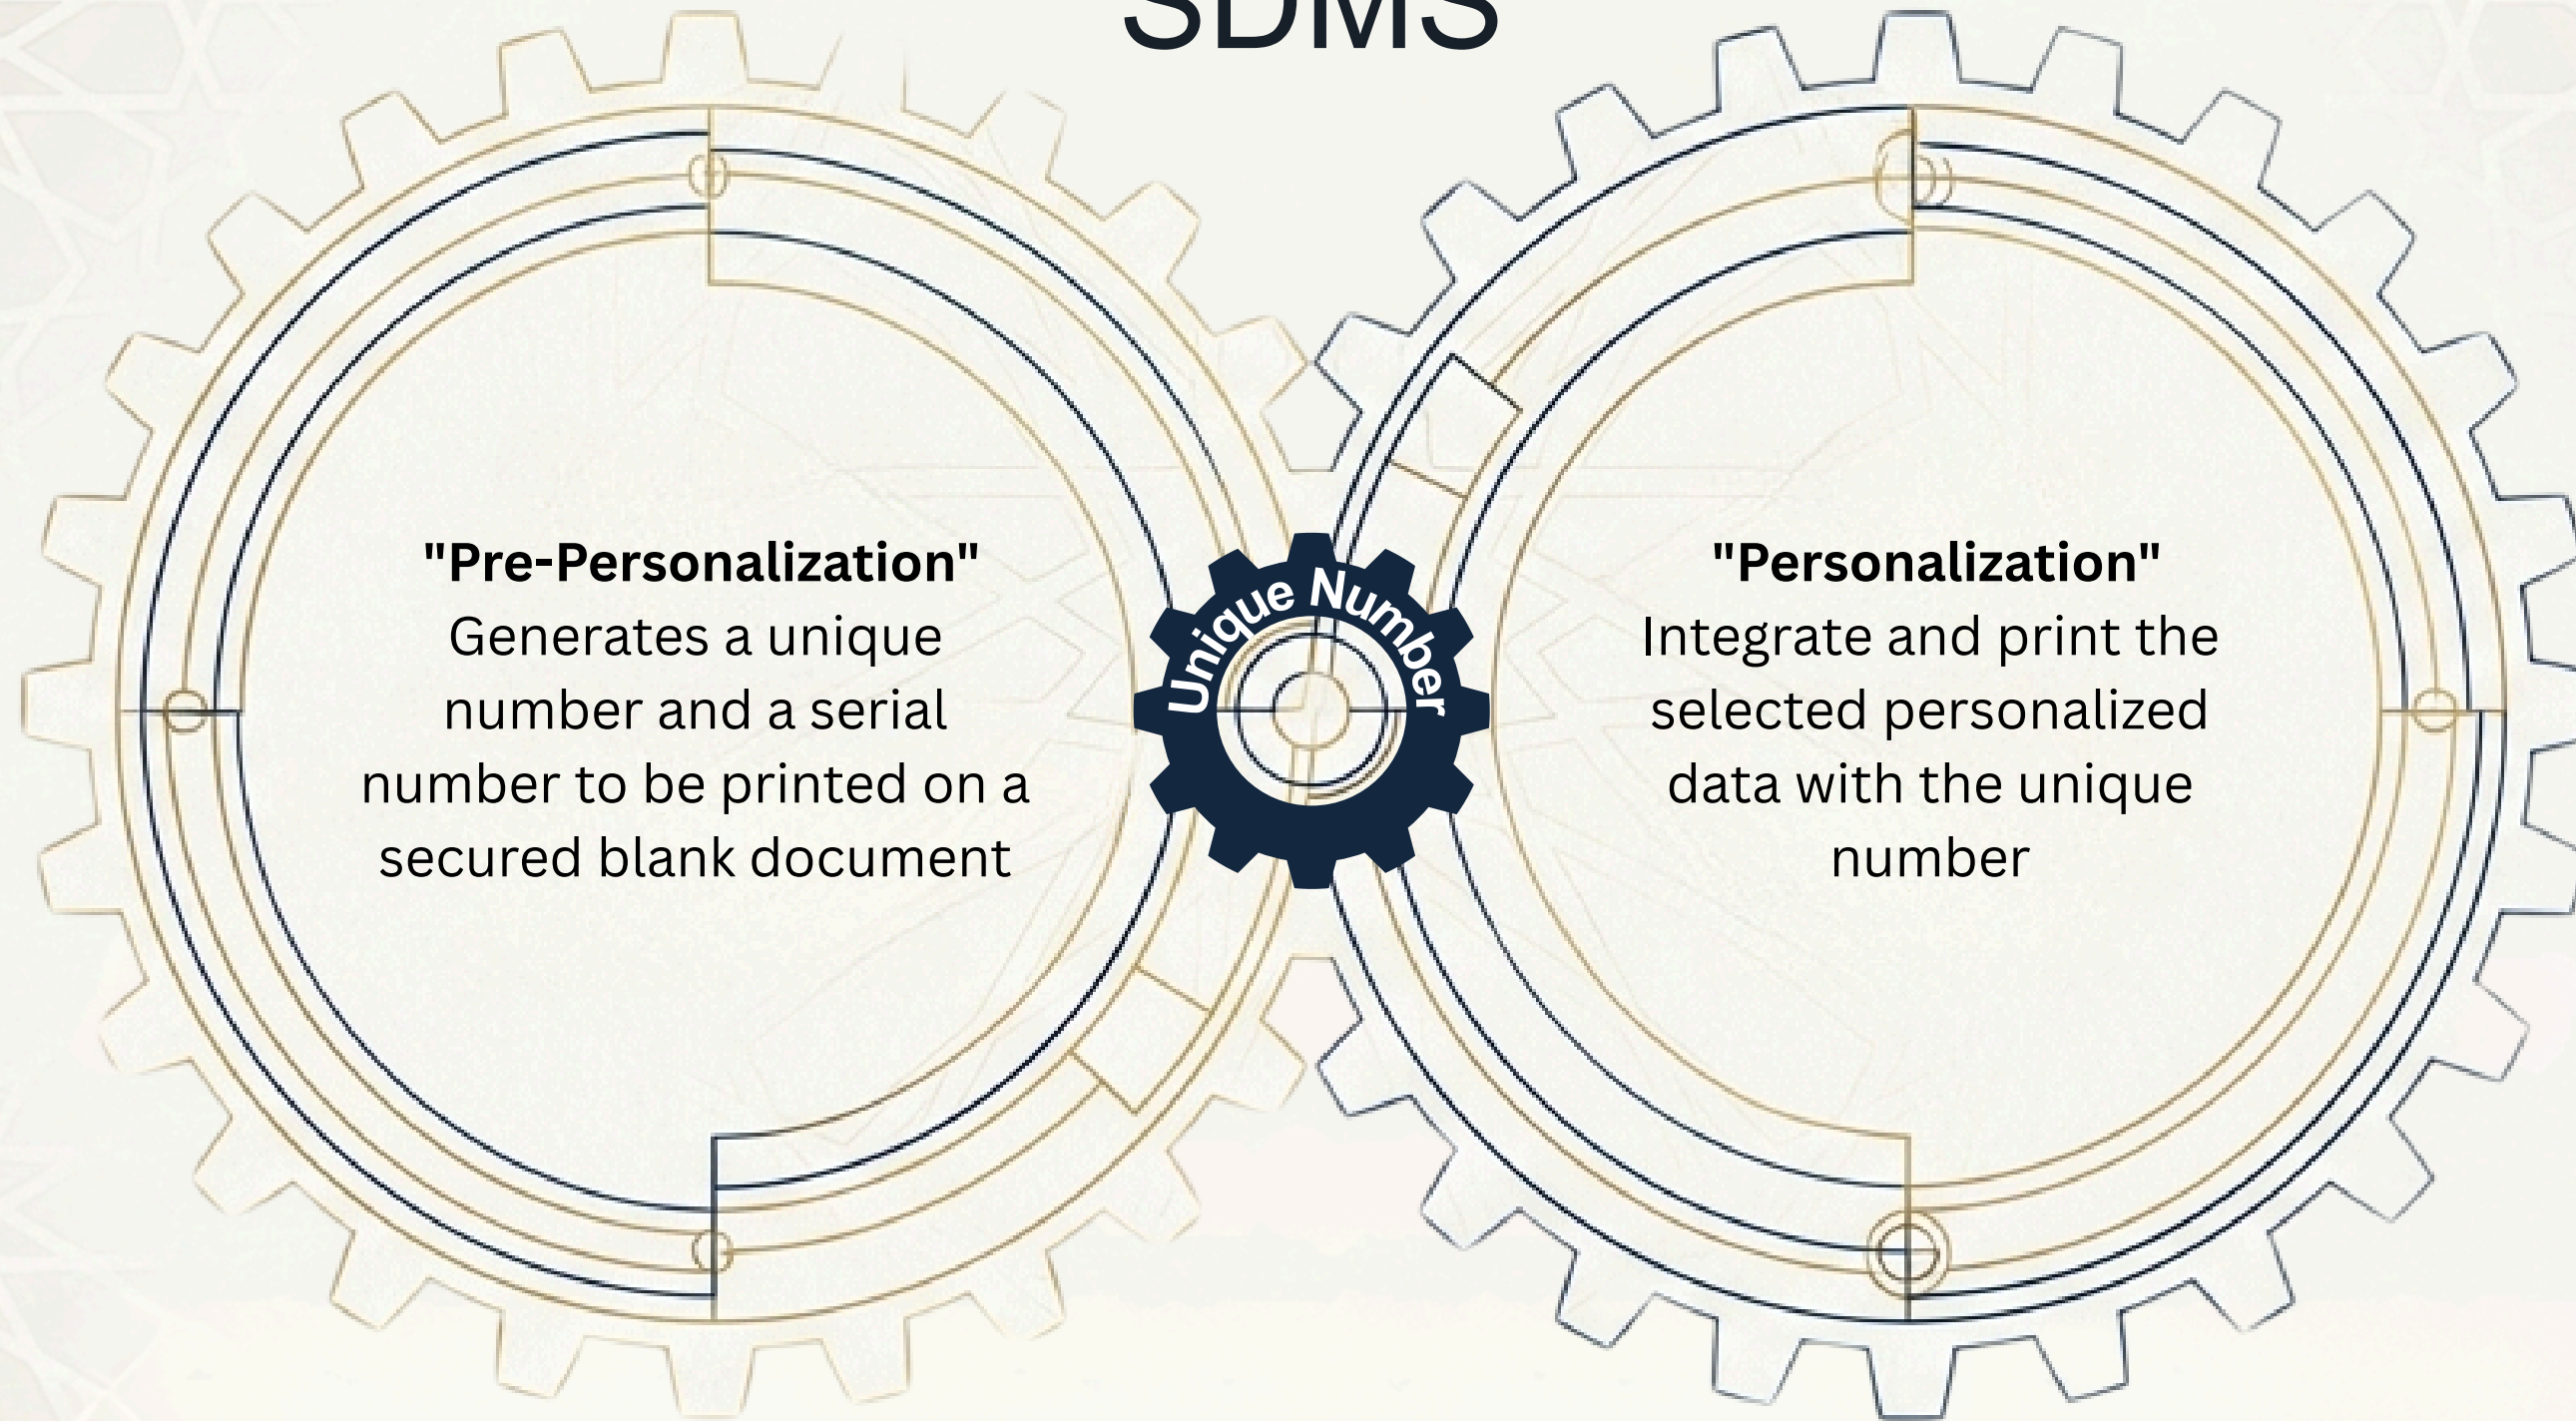 SDMS
"Pre-Personalization"
Generates a unique
number and a serial
number to be printed on a
secured blank document
Unique Number
"Personalization"
Integrate and print the
selected personalized
data with the unique
number